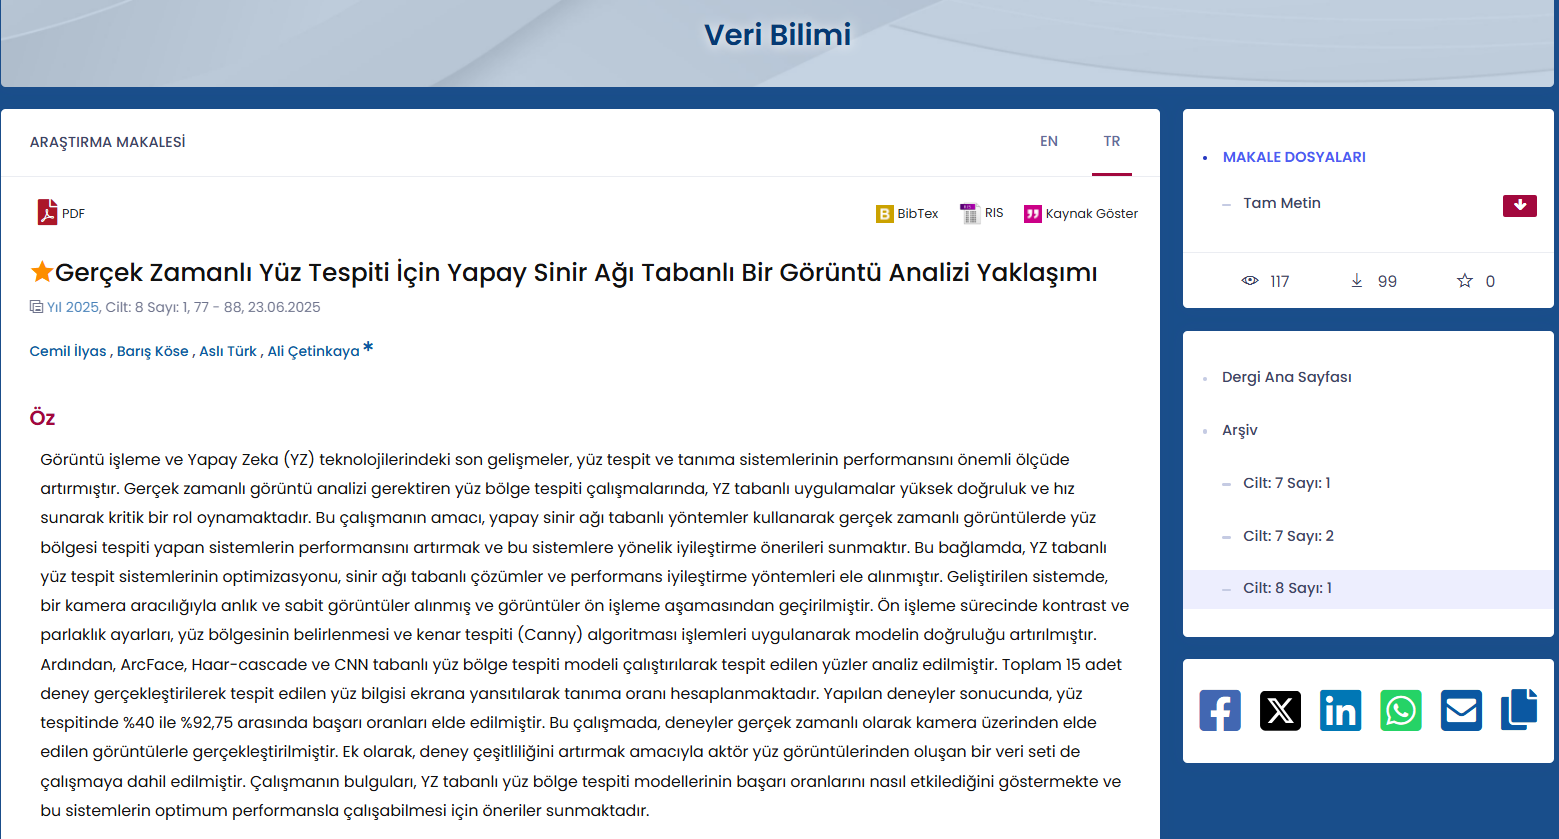 Veri Bilimi
ARAŞTIRMA MAKALESİ
EN TR
PDF
BibTex RIS Kaynak Göster
Gerçek Zamanlı Yüz Tespiti İçin Yapay Sinir Ağı Tabanlı Bir Görüntü Analizi Yaklaşımı
Yıl 2025, Cilt: 8 Sayı: 1, 77 - 88, 23.06.2025
Cemil İlyas , Barış Köse , Aslı Türk , Ali Çetinkaya *
Öz
Görüntü işleme ve Yapay Zeka (YZ) teknolojilerindeki son gelişmeler, yüz tespit ve tanıma sistemlerinin performansını önemli ölçüde
artırmıştır. Gerçek zamanlı görüntü analizi gerektiren yüz bölge tespiti çalışmalarında, YZ tabanlı uygulamalar yüksek doğruluk ve hız
sunarak kritik bir rol oynamaktadır. Bu çalışmanın amacı, yapay sinir ağı tabanlı yöntemler kullanarak gerçek zamanlı görüntülerde yüz
bölgesi tespiti yapan sistemlerin performansını artırmak ve bu sistemlere yönelik iyileştirme önerileri sunmaktır. Bu bağlamda, YZ tabanlı
yüz tespit sistemlerinin optimizasyonu, sinir ağı tabanlı çözümler ve performans iyileştirme yöntemleri ele alınmıştır. Geliştirilen sistemde,
bir kamera aracılığıyla anlık ve sabit görüntüler alınmış ve görüntüler ön işleme aşamasından geçirilmiştir. Ön işleme sürecinde kontrast ve
parlaklık ayarları, yüz bölgesinin belirlenmesi ve kenar tespiti (Canny) algoritması işlemleri uygulanarak modelin doğruluğu artırılmıştır.
Ardından, ArcFace, Haar-cascade ve CNN tabanlı yüz bölge tespiti modeli çalıştırılarak tespit edilen yüzler analiz edilmiştir. Toplam 15 adet
deney gerçekleştirilerek tespit edilen yüz bilgisi ekrana yansıtılarak tanıma oranı hesaplanmaktadır. Yapılan deneyler sonucunda, yüz
tespitinde %40 ile %92,75 arasında başarı oranları elde edilmiştir. Bu çalışmada, deneyler gerçek zamanlı olarak kamera üzerinden elde
edilen görüntülerle gerçekleştirilmiştir. Ek olarak, deney çeşitliliğini artırmak amacıyla aktör yüz görüntülerinden oluşan bir veri seti de
çalışmaya dahil edilmiştir. Çalışmanın bulguları, YZ tabanlı yüz bölge tespiti modellerinin başarı oranlarını nasıl etkilediğini göstermekte ve
bu sistemlerin optimum performansla çalışabilmesi için öneriler sunmaktadır.
MAKALE DOSYALARI
Tam Metin
117 99 0
Dergi Ana Sayfası
Arşiv
Cilt: 7 Sayı: 1
Cilt: 7 Sayı: 2
Cilt: 8 Sayı: 1